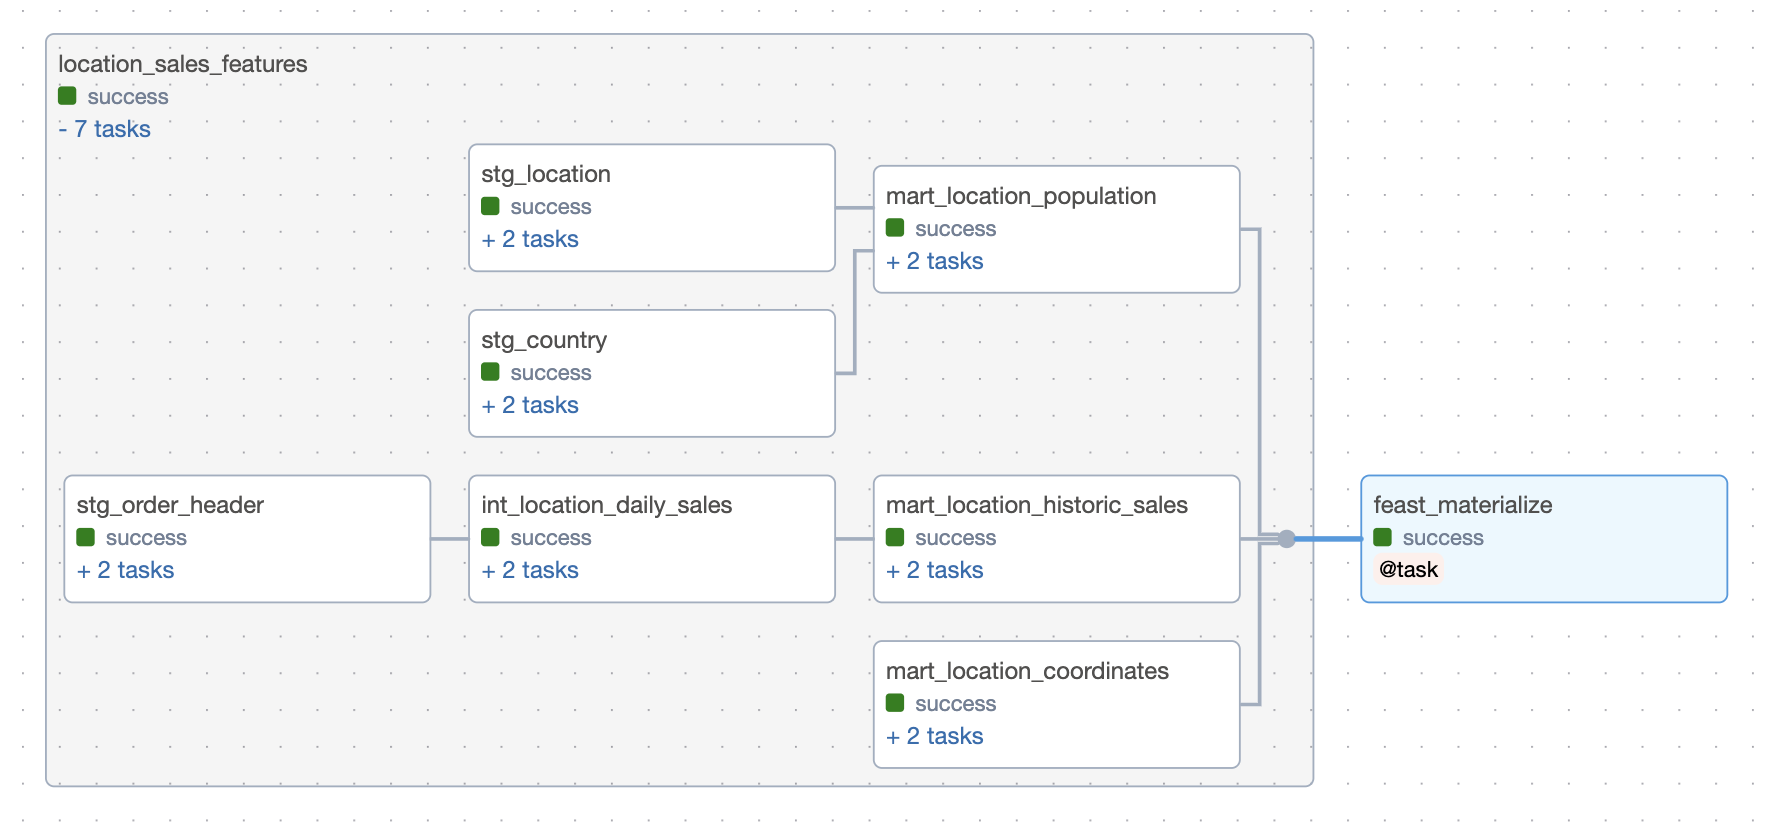 location_sales_features
success
- 7 tasks
stg_location
success
+ 2 tasks
mart_location_population
success
+ 2 tasks
stg_country
success
+ 2 tasks
stg_order_header
success
+ 2 tasks
int_location_daily_sales
success
+ 2 tasks
mart_location_historic_sales
success
+ 2 tasks
feast_materialize
success
@task
mart_location_coordinates
success
+ 2 tasks